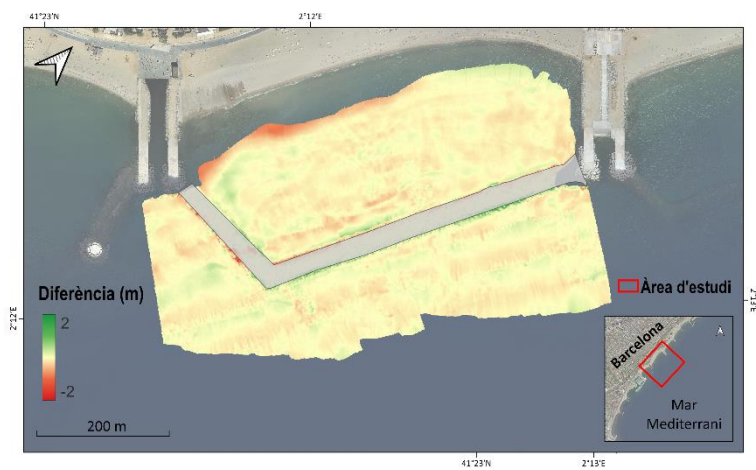 41°23'N
2°12'E
Diferència (m)
2
-2
200 m
2°12'E
Àrea d'estudi
2°13'E
Barcelona
Mar
Mediterrani
41°23'N
2°13'E